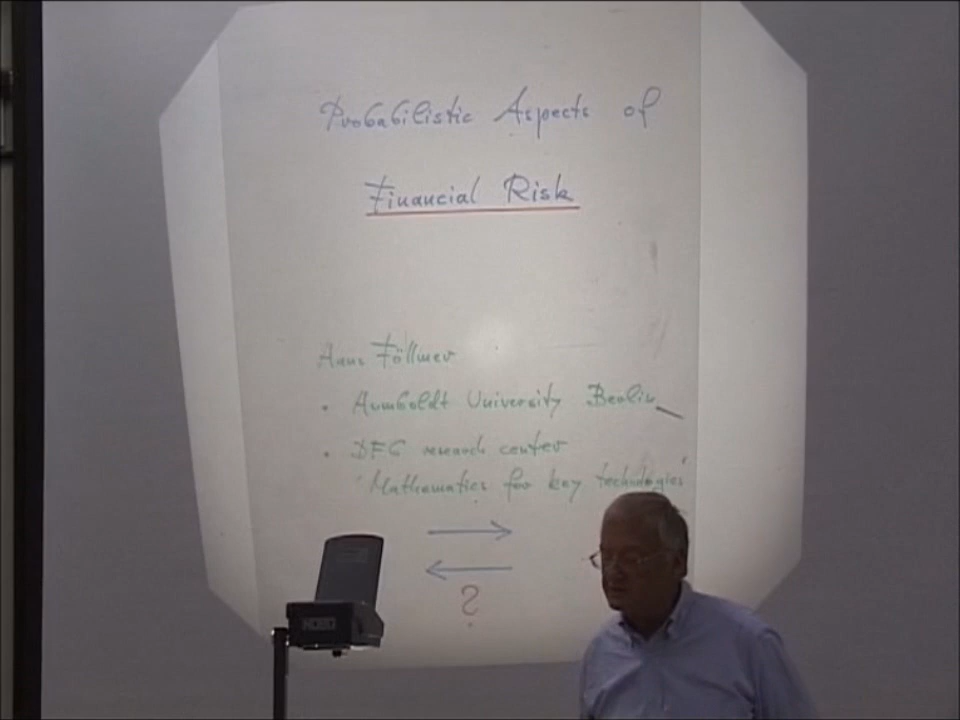 Probabilistic Aspects of
Financial Risk
Hans Föllmer
• Humboldt University Berlin
• DFG research center
"Mathematics for key technologies"
?